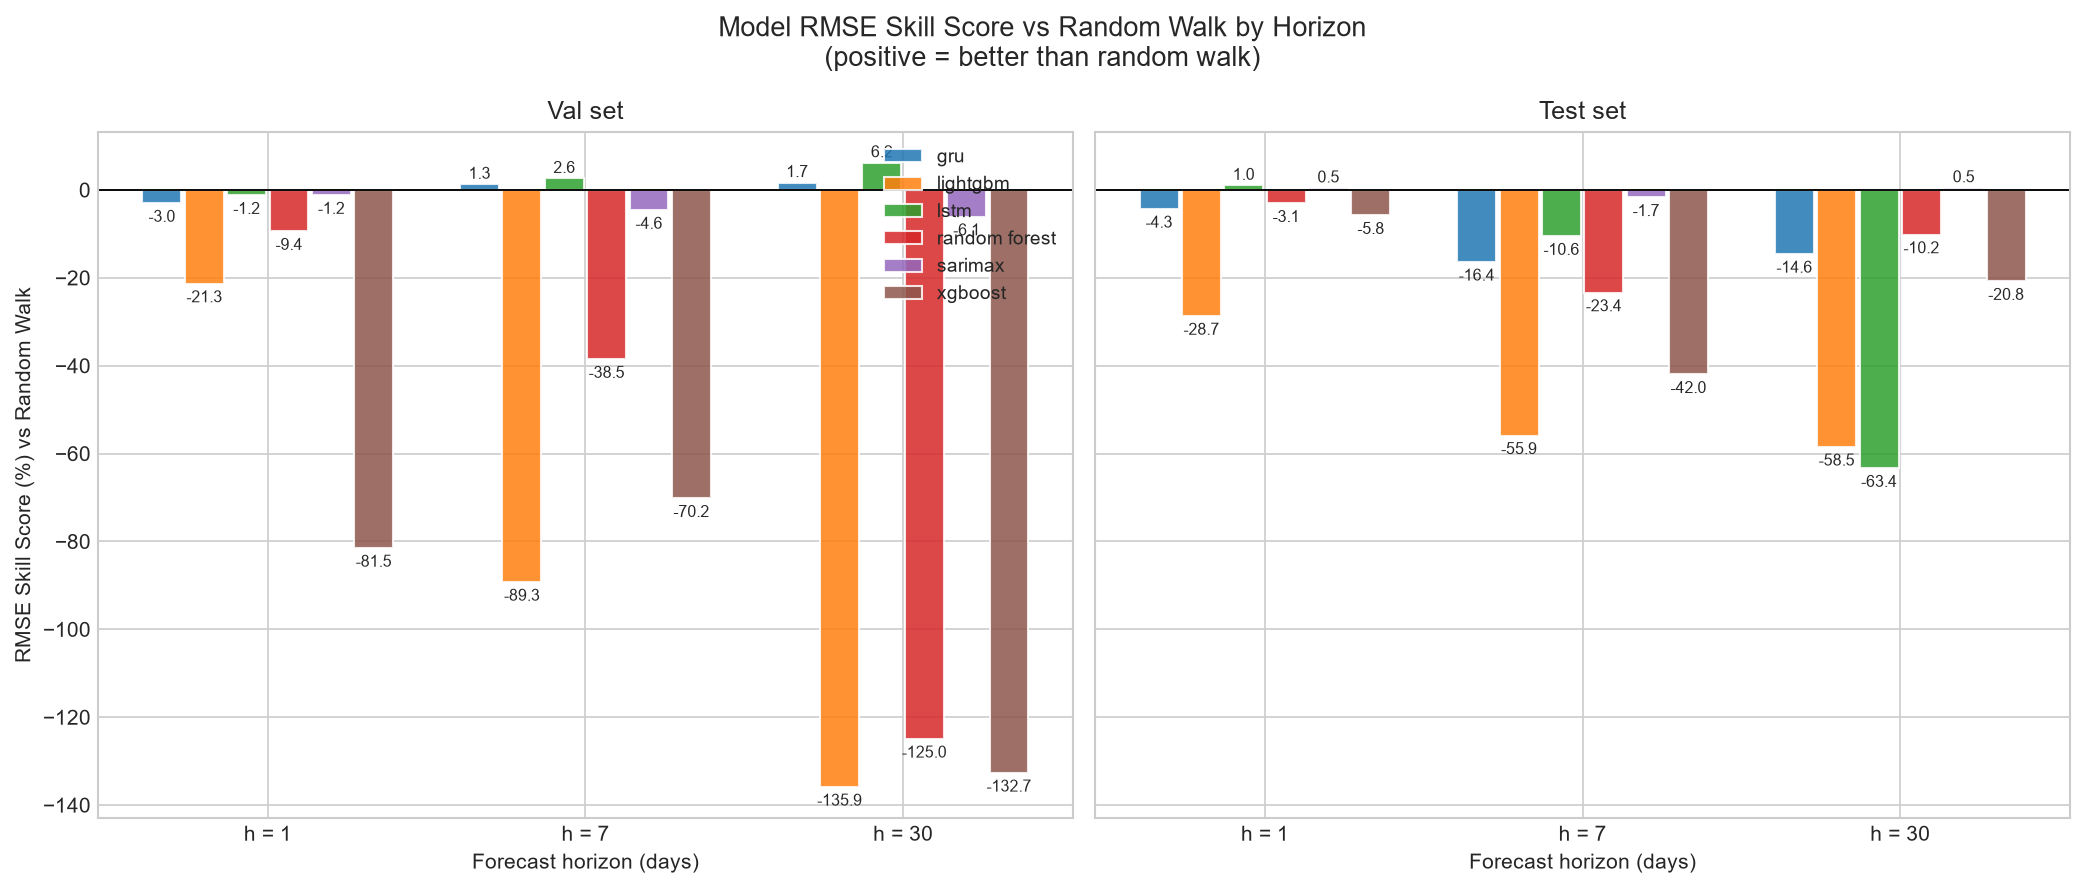 Model RMSE Skill Score vs Random Walk by Horizon
(positive = better than random walk)
Val set
Test set
RMSE Skill Score (%) vs Random Walk
0
−20
−40
−60
−80
−100
−120
−140
-3.0
-21.3
-1.2
-9.4
-1.2
-81.5
1.3
-89.3
2.6
-38.5
-4.6
-70.2
1.7
-135.9
6.2
-125.0
-6.1
-132.7
gru
lightgbm
lstm
random forest
sarimax
xgboost
h = 1
h = 7
h = 30
Forecast horizon (days)
-4.3
-28.7
1.0
-3.1
0.5
-5.8
-16.4
-55.9
-10.6
-23.4
-1.7
-42.0
-14.6
-58.5
-63.4
-10.2
0.5
-20.8
h = 1
h = 7
h = 30
Forecast horizon (days)